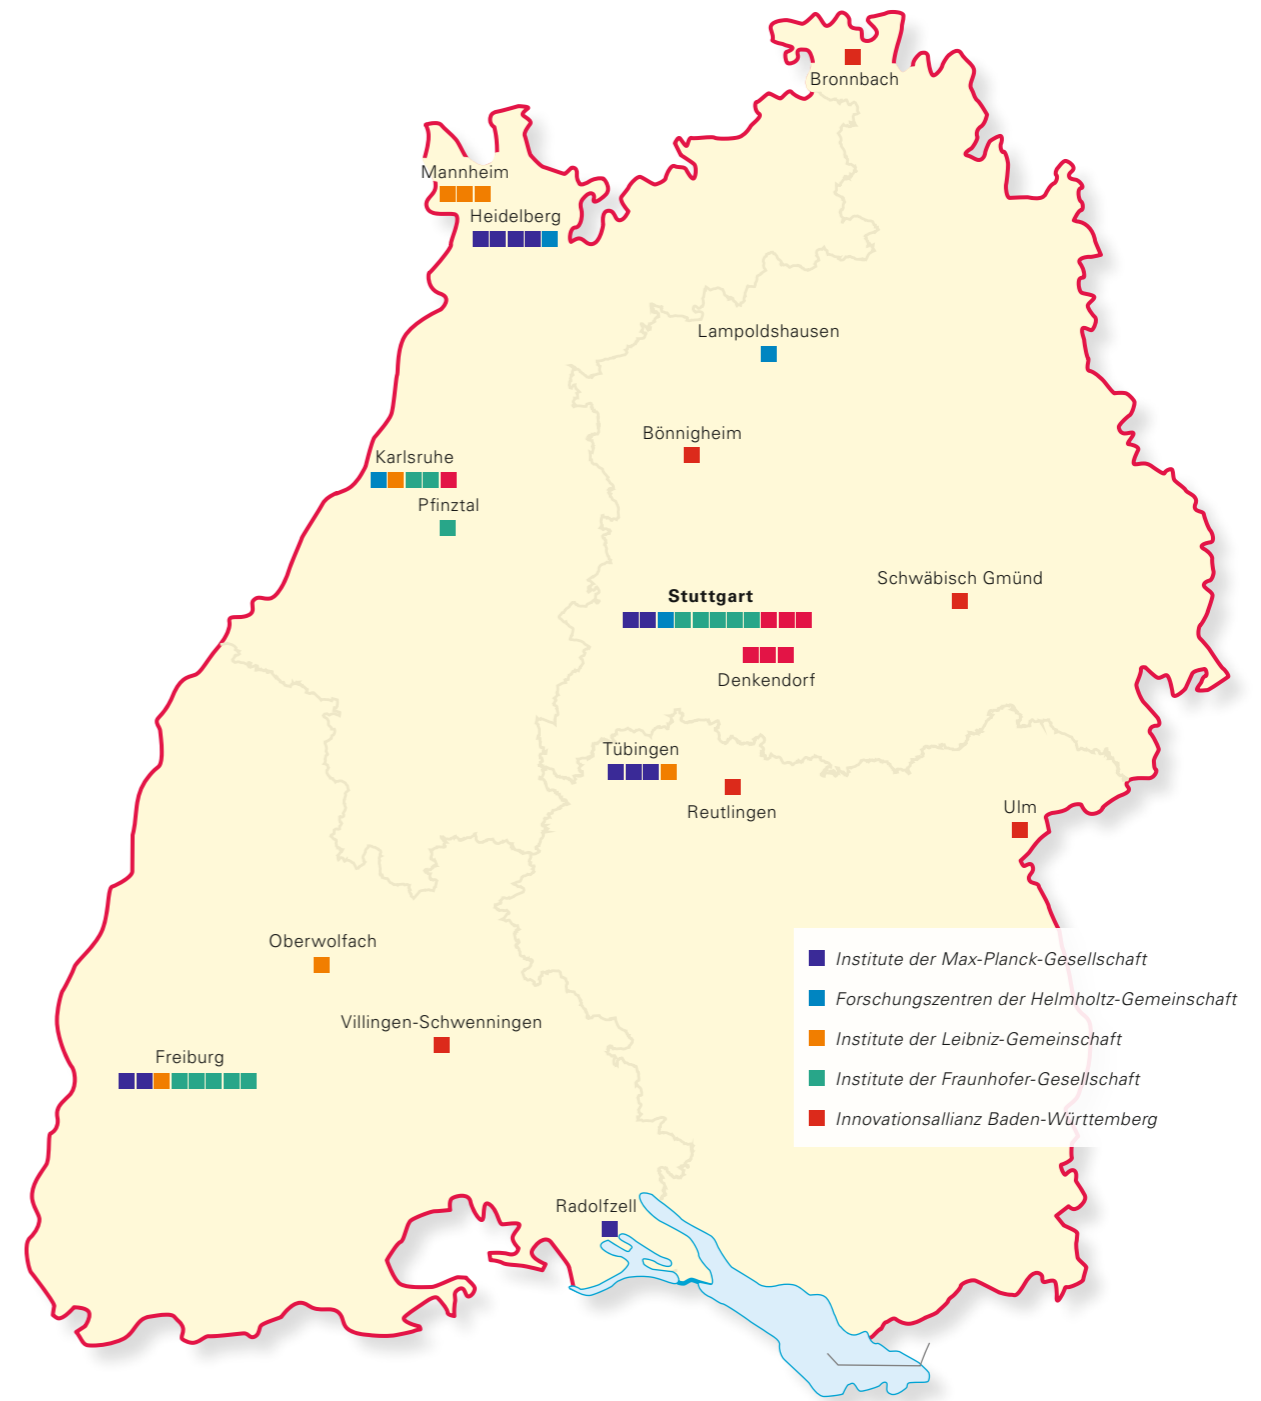 Bronnbach
Mannheim
Heidelberg
Lampoldshausen
Bönnigheim
Karlsruhe
Pfinztal
Schwäbisch Gmünd
Stuttgart
Denkendorf
Tübingen
Reutlingen
Ulm
Oberwolfach
Villingen-Schwenningen
Freiburg
Radolfzell
Institute der Max-Planck-Gesellschaft
Forschungszentren der Helmholtz-Gemeinschaft
Institute der Leibniz-Gemeinschaft
Institute der Fraunhofer-Gesellschaft
Innovationsallianz Baden-Württemberg